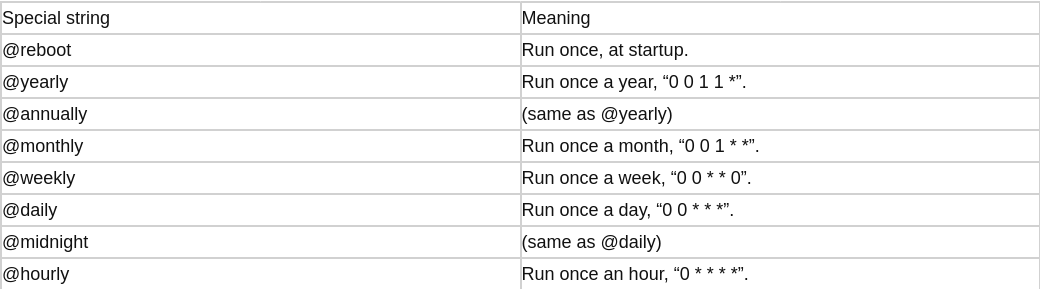 Special string Meaning
@reboot Run once, at startup.
@yearly Run once a year, “0 0 1 1 *”.
@annually (same as @yearly)
@monthly Run once a month, “0 0 1 * *”.
@weekly Run once a week, “0 0 * * 0”.
@daily Run once a day, “0 0 * * *”.
@midnight (same as @daily)
@hourly Run once an hour, “0 * * * *”.